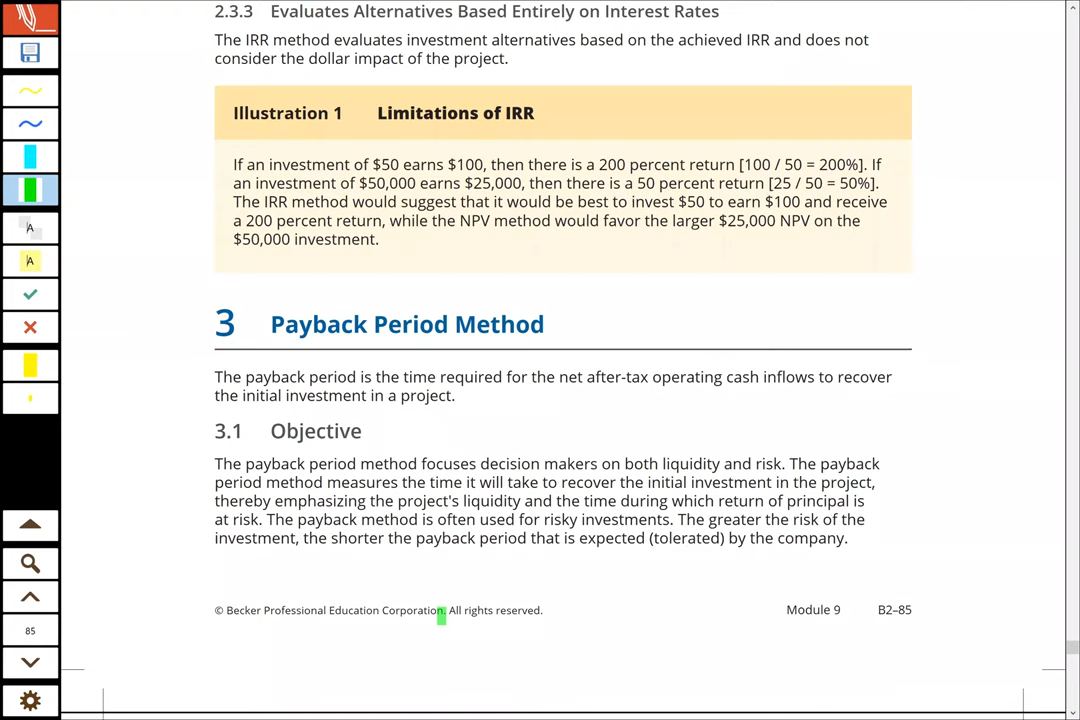 2.3.3 Evaluates Alternatives Based Entirely on Interest Rates
The IRR method evaluates investment alternatives based on the achieved IRR and does not
consider the dollar impact of the project.
Illustration 1 Limitations of IRR
If an investment of $50 earns $100, then there is a 200 percent return [100 / 50 = 200%]. If
an investment of $50,000 earns $25,000, then there is a 50 percent return [25 / 50 = 50%].
The IRR method would suggest that it would be best to invest $50 to earn $100 and receive
a 200 percent return, while the NPV method would favor the larger $25,000 NPV on the
$50,000 investment.
3 Payback Period Method
The payback period is the time required for the net after-tax operating cash inflows to recover
the initial investment in a project.
3.1 Objective
The payback period method focuses decision makers on both liquidity and risk. The payback
period method measures the time it will take to recover the initial investment in the project,
thereby emphasizing the project's liquidity and the time during which return of principal is
at risk. The payback method is often used for risky investments. The greater the risk of the
investment, the shorter the payback period that is expected (tolerated) by the company.
© Becker Professional Education Corporation. All rights reserved. Module 9 B2–85
A
A
85